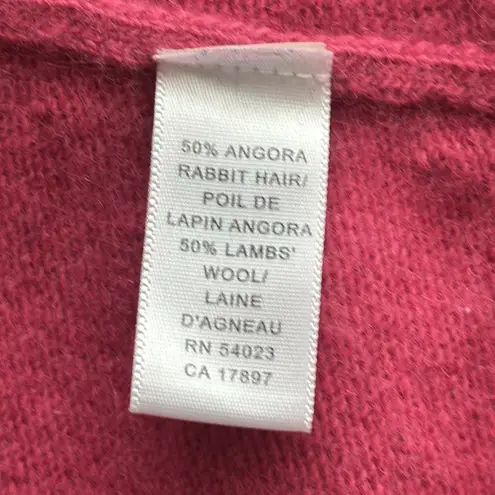 50% ANGORA
RABBIT HAIR/
POIL DE
LAPIN ANGORA
50% LAMBS'
WOOL/
LAINE
D'AGNEAU
RN 54023
CA 17897